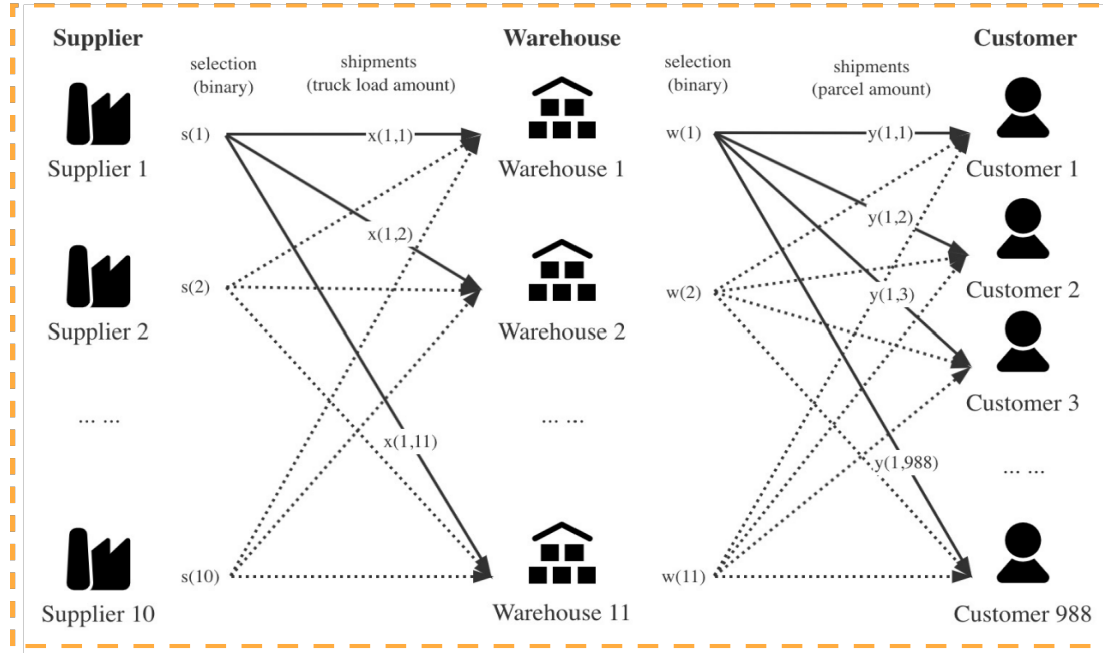 Supplier
Warehouse
Customer
selection
(binary)
shipments
(truck load amount)
selection
(binary)
shipments
(parcel amount)
s(1)
x(1,1)
w(1)
y(1,1)
Supplier 1
Warehouse 1
Customer 1
x(1,2)
y(1,2)
s(2)
w(2)
y(1,3)
Customer 2
Supplier 2
Warehouse 2
Customer 3
... ...
... ...
x(1,11)
y(1,988)
... ...
s(10)
w(11)
Supplier 10
Warehouse 11
Customer 988